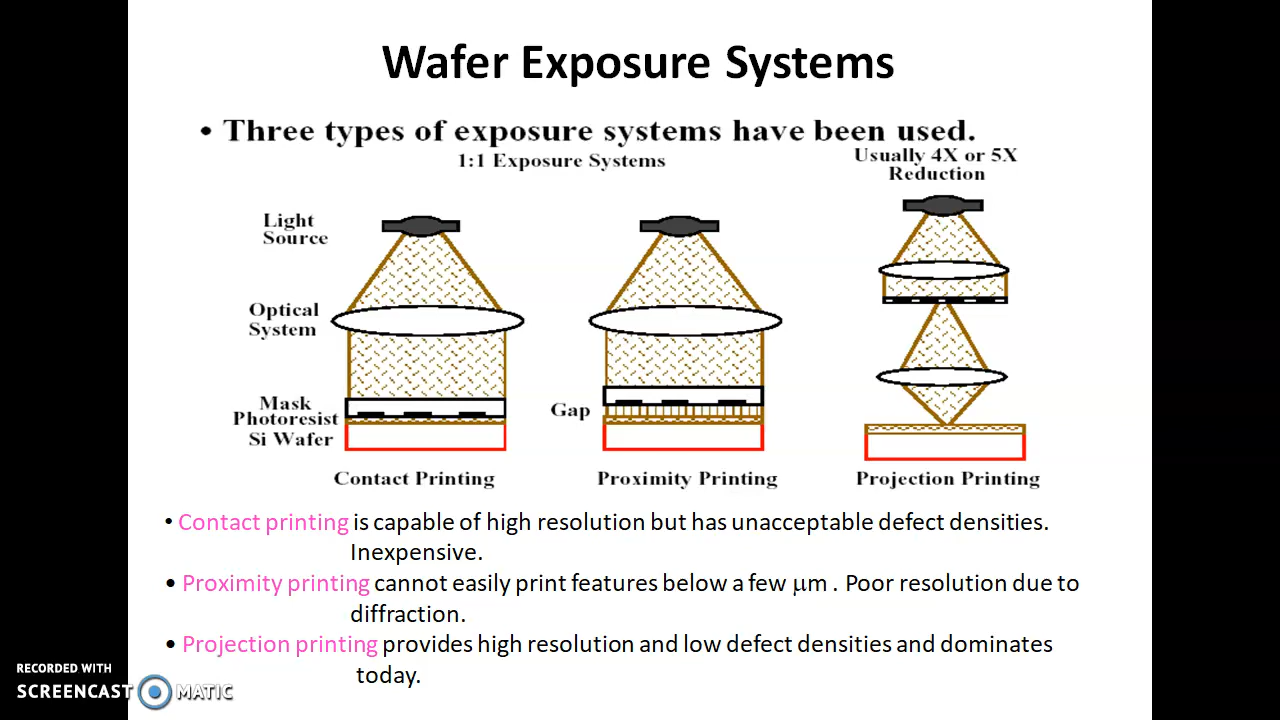 Wafer Exposure Systems
• Three types of exposure systems have been used.
1:1 Exposure Systems
Usually 4X or 5X
Reduction
Light
Source
Optical
System
Mask
Photoresist
Si Wafer
Gap
Contact Printing
Proximity Printing
Projection Printing
• Contact printing is capable of high resolution but has unacceptable defect densities.
Inexpensive.
• Proximity printing cannot easily print features below a few μm . Poor resolution due to
diffraction.
• Projection printing provides high resolution and low defect densities and dominates
today.
RECORDED WITH
SCREENCAST MATIC